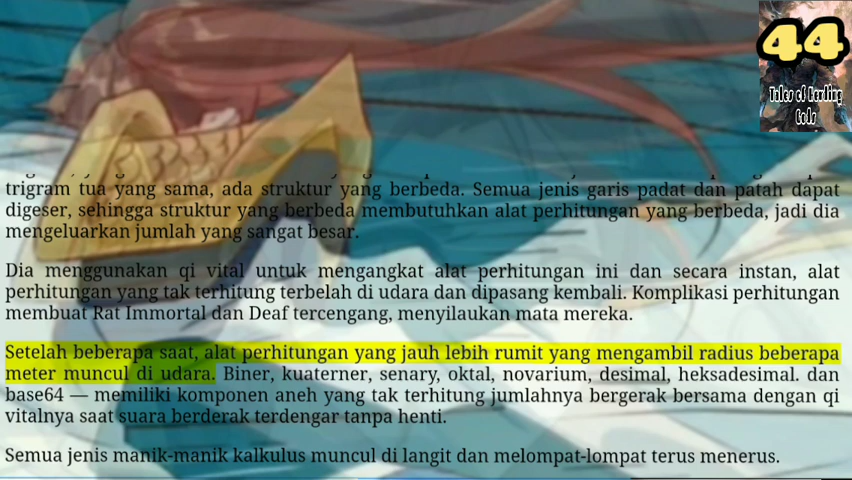 44
Tales of Herding
Gods
trigram tua yang sama, ada struktur yang berbeda. Semua jenis garis padat dan patah dapat
digeser, sehingga struktur yang berbeda membutuhkan alat perhitungan yang berbeda, jadi dia
mengeluarkan jumlah yang sangat besar.
Dia menggunakan qi vital untuk mengangkat alat perhitungan ini dan secara instan, alat
perhitungan yang tak terhitung terbelah di udara dan dipasang kembali. Komplikasi perhitungan
membuat Rat Immortal dan Deaf tercengang, menyilaukan mata mereka.
Setelah beberapa saat, alat perhitungan yang jauh lebih rumit yang mengambil radius beberapa
meter muncul di udara. Biner, kuaterner, senary, oktal, novarium, desimal, heksadesimal. dan
base64 — memiliki komponen aneh yang tak terhitung jumlahnya bergerak bersama dengan qi
vitalnya saat suara berderak terdengar tanpa henti.
Semua jenis manik-manik kalkulus muncul di langit dan melompat-lompat terus menerus.